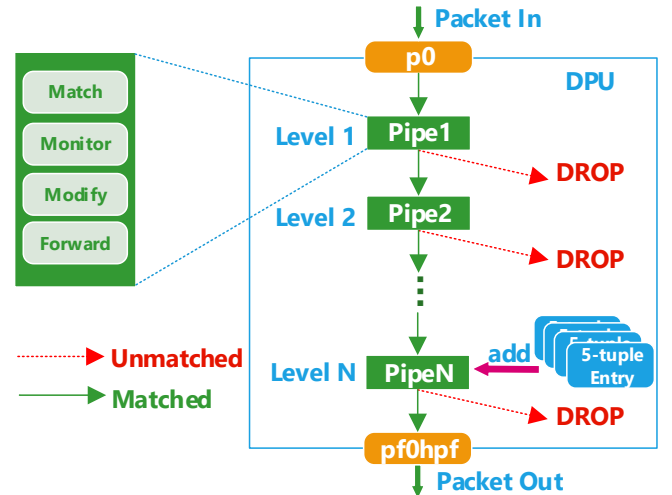 Packet In
p0
DPU
Match
Monitor
Modify
Forward
Level 1
Pipe1
DROP
Level 2
Pipe2
DROP
Unmatched
Matched
Level N
PipeN
add
5-tuple
Entry
DROP
pf0hpf
Packet Out